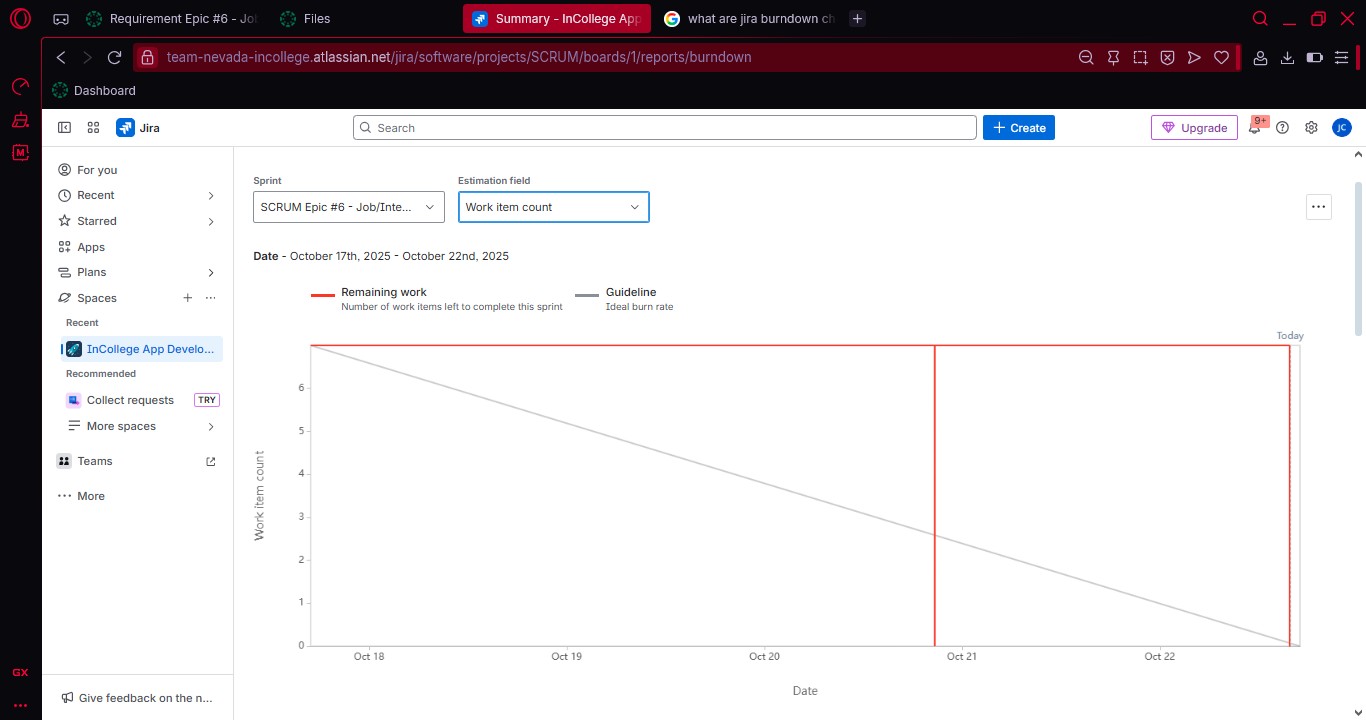 Requirement Epic #6 - Jo
Files
Summary - InCollege App
what are jira burndown ch
team-nevada-incollege.atlassian.net/jira/software/projects/SCRUM/boards/1/reports/burndown
Dashboard
Jira
Search
Create
Upgrade
9+
JC
M
For you
Recent
Starred
Apps
Plans
Spaces
Recent
InCollege App Develo...
Recommended
Collect requests
TRY
More spaces
Teams
More
Give feedback on the n...
GX
Sprint
Estimation field
SCRUM Epic #6 - Job/Inte...
Work item count
Date - October 17th, 2025 - October 22nd, 2025
Remaining work
Number of work items left to complete this sprint
Guideline
Ideal burn rate
Today
6
5
4
3
2
1
0
Work item count
Oct 18
Oct 19
Oct 20
Oct 21
Oct 22
Date